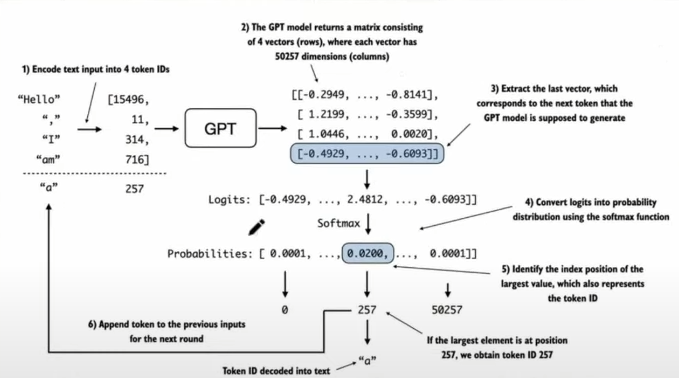 2) The GPT model returns a matrix consisting
of 4 vectors (rows), where each vector has
50257 dimensions (columns)
1) Encode text input into 4 token IDs
"Hello" [15496,
"," 11,
"I" 314,
"am" 716]
"a" 257
GPT
[[-0.2949, ..., -0.8141],
[ 1.2199, ..., -0.3599],
[ 1.0446, ..., 0.0020],
[-0.4929, ..., -0.6093]]
3) Extract the last vector, which
corresponds to the next token that the
GPT model is supposed to generate
Logits: [-0.4929, ..., 2.4812, ..., -0.6093]]
4) Convert logits into probability
distribution using the softmax function
Softmax
Probabilities: [ 0.0001, ..., 0.0200, ..., 0.0001]]
5) Identify the index position of the
largest value, which also represents
the token ID
0 257 50257
6) Append token to the previous inputs
for the next round
If the largest element is at position
257, we obtain token ID 257
"a"
Token ID decoded into text